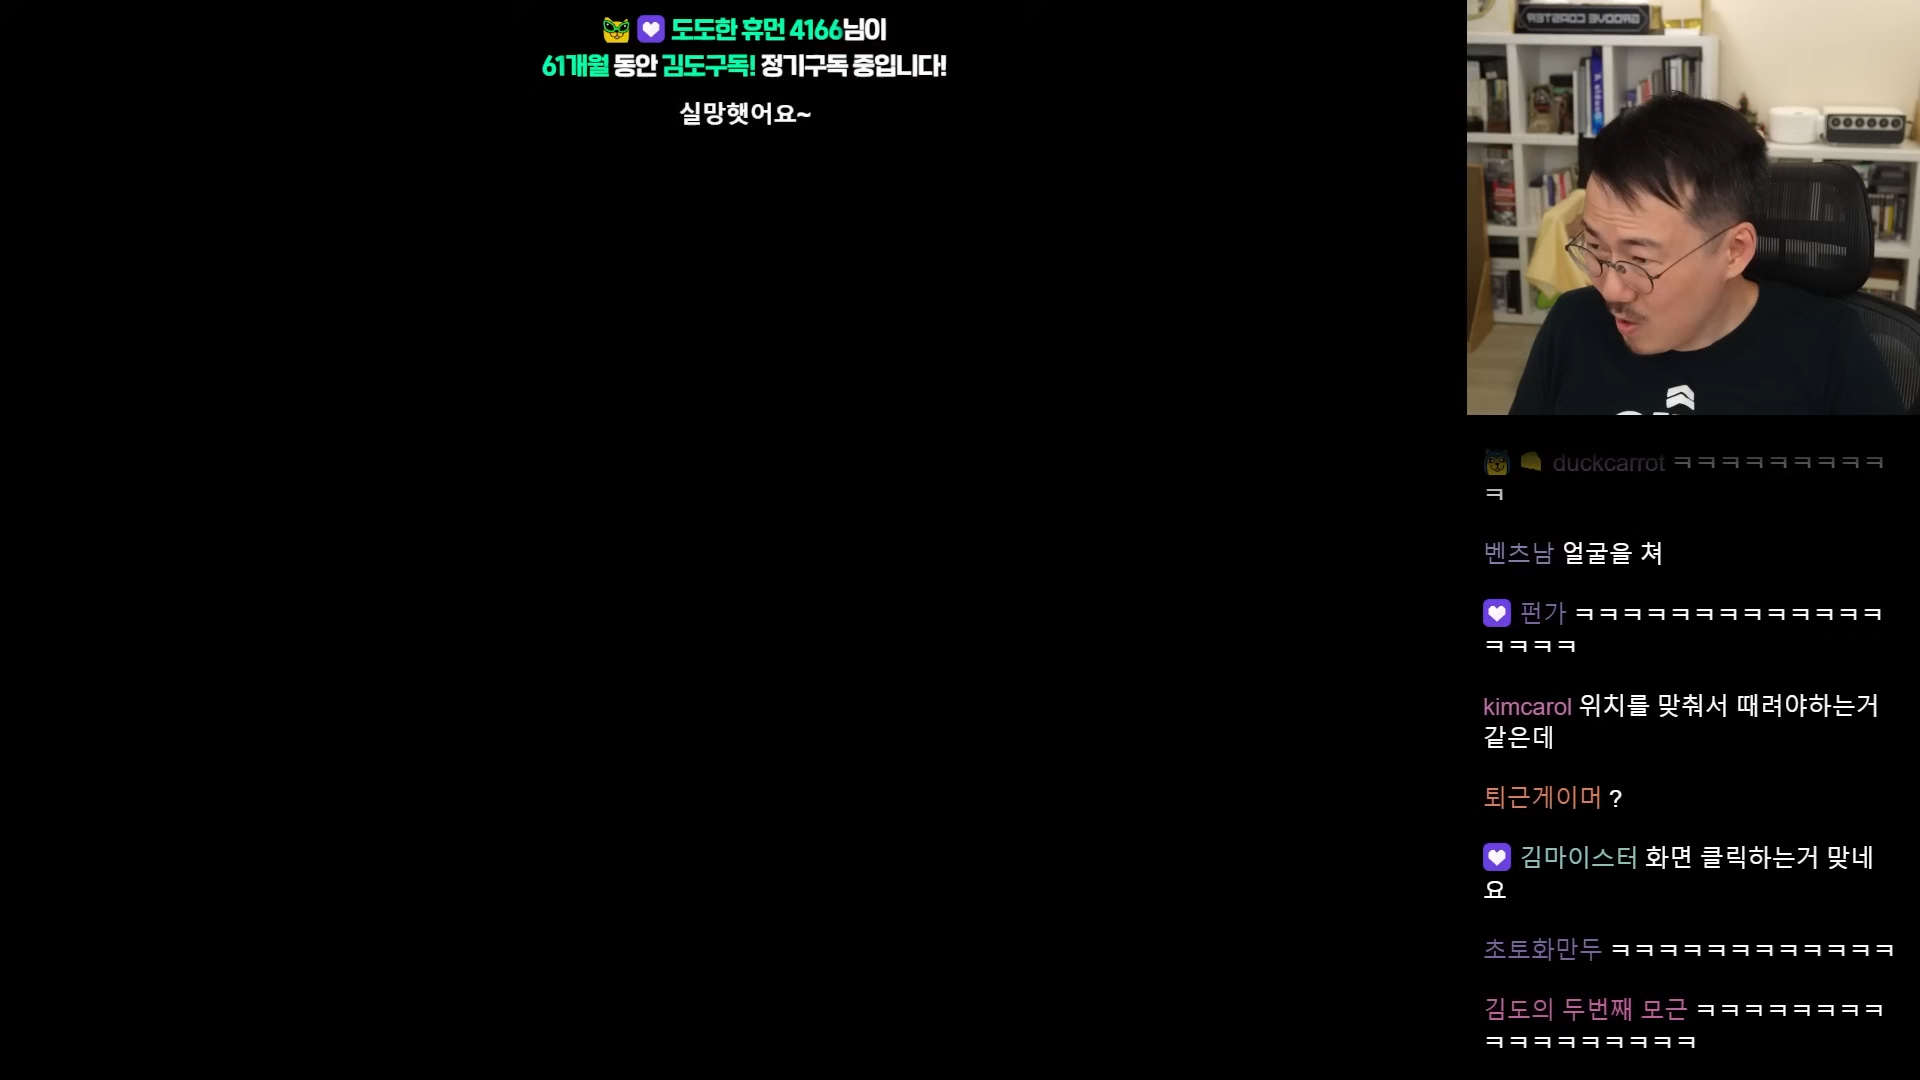 도도한 휴먼 4166님이
61개월 동안 김도구독! 정기구독 중입니다!
실망햇어요~
GROOVE COASTER
duckcarrot ㅋㅋㅋㅋㅋㅋㅋㅋㅋ
ㅋ
벤츠남 얼굴을 쳐
펀가 ㅋㅋㅋㅋㅋㅋㅋㅋㅋㅋㅋㅋㅋ
ㅋㅋㅋㅋ
kimcarol 위치를 맞춰서 때려야하는거
같은데
퇴근게이머 ?
김마이스터 화면 클릭하는거 맞네
요
초토화만두 ㅋㅋㅋㅋㅋㅋㅋㅋㅋㅋㅋㅋ
김도의 두번째 모근 ㅋㅋㅋㅋㅋㅋㅋㅋ
ㅋㅋㅋㅋㅋㅋㅋㅋㅋ